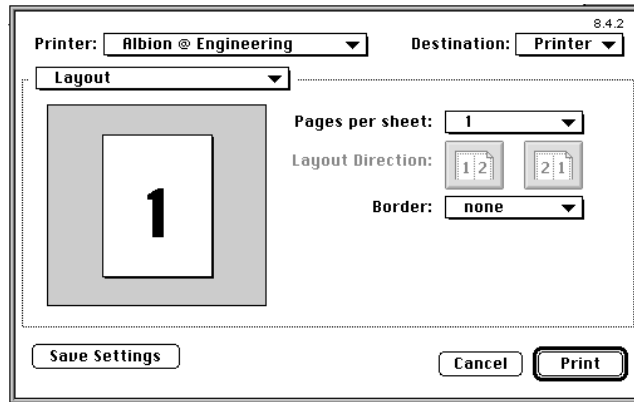 8.4.2
Printer: Albion @ Engineering Destination: Printer
Layout
Pages per sheet: 1
Layout Direction: 1 2 2 1
1
Border: none
Save Settings
Cancel Print